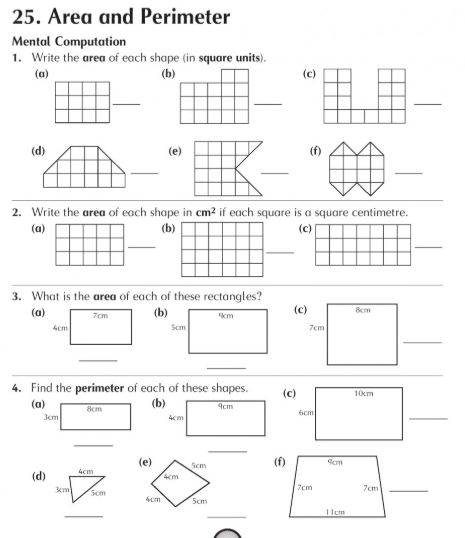 25. Area and Perimeter
Mental Computation
1. Write the area of each shape (in square units).
(a) (b) (c)
(d) (e) (f)
2. Write the area of each shape in cm² if each square is a square centimetre.
(a) (b) (c)
3. What is the area of each of these rectangles?
(a) 7cm 4cm (b) 9cm 5cm (c) 8cm 7cm
4. Find the perimeter of each of these shapes.
(a) 8cm 3cm (b) 9cm 4cm (c) 10cm 6cm
(d) 4cm 3cm 5cm (e) 5cm 4cm 4cm 5cm (f) 9cm 7cm 7cm 11cm